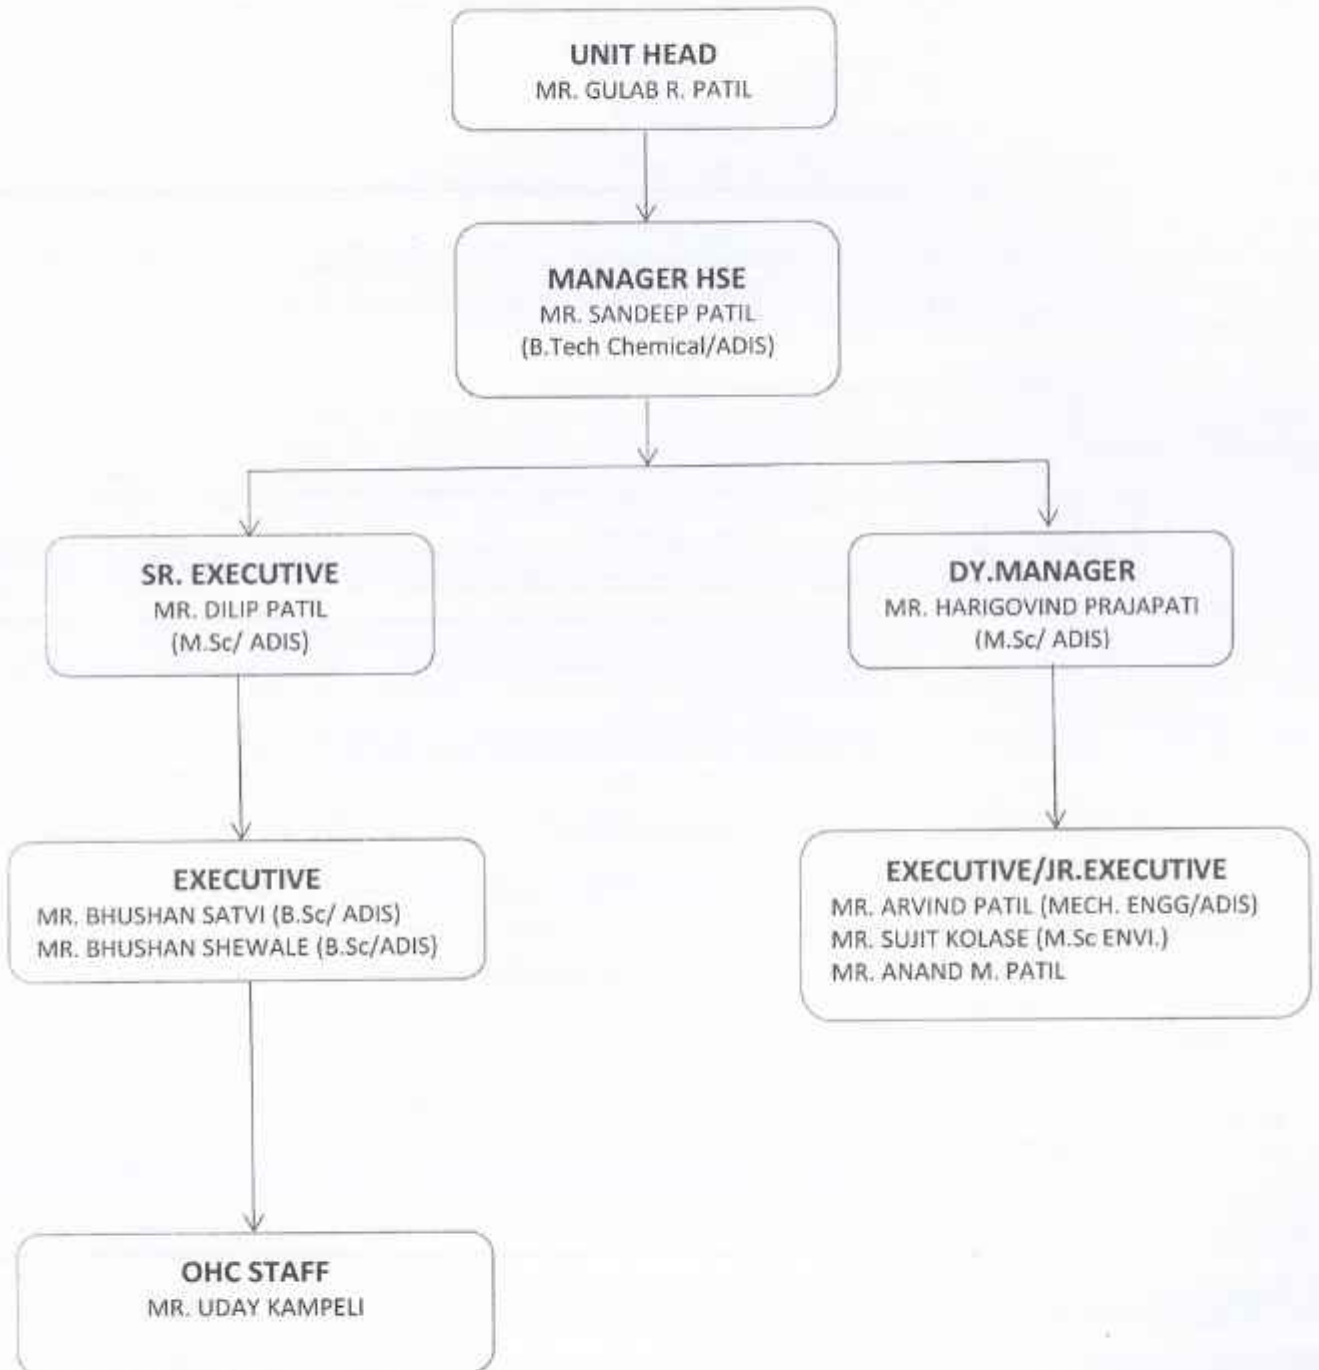 UNIT HEAD
MR. GULAB R. PATIL
MANAGER HSE
MR. SANDEEP PATIL
(B.Tech Chemical/ADIS)
SR. EXECUTIVE
MR. DILIP PATIL
(M.Sc/ ADIS)
DY.MANAGER
MR. HARIGOVIND PRAJAPATI
(M.Sc/ ADIS)
EXECUTIVE
MR. BHUSHAN SATVI (B.Sc/ ADIS)
MR. BHUSHAN SHEWALE (B.Sc/ADIS)
EXECUTIVE/JR.EXECUTIVE
MR. ARVIND PATIL (MECH. ENGG/ADIS)
MR. SUJIT KOLASE (M.Sc ENVI.)
MR. ANAND M. PATIL
OHC STAFF
MR. UDAY KAMPELI